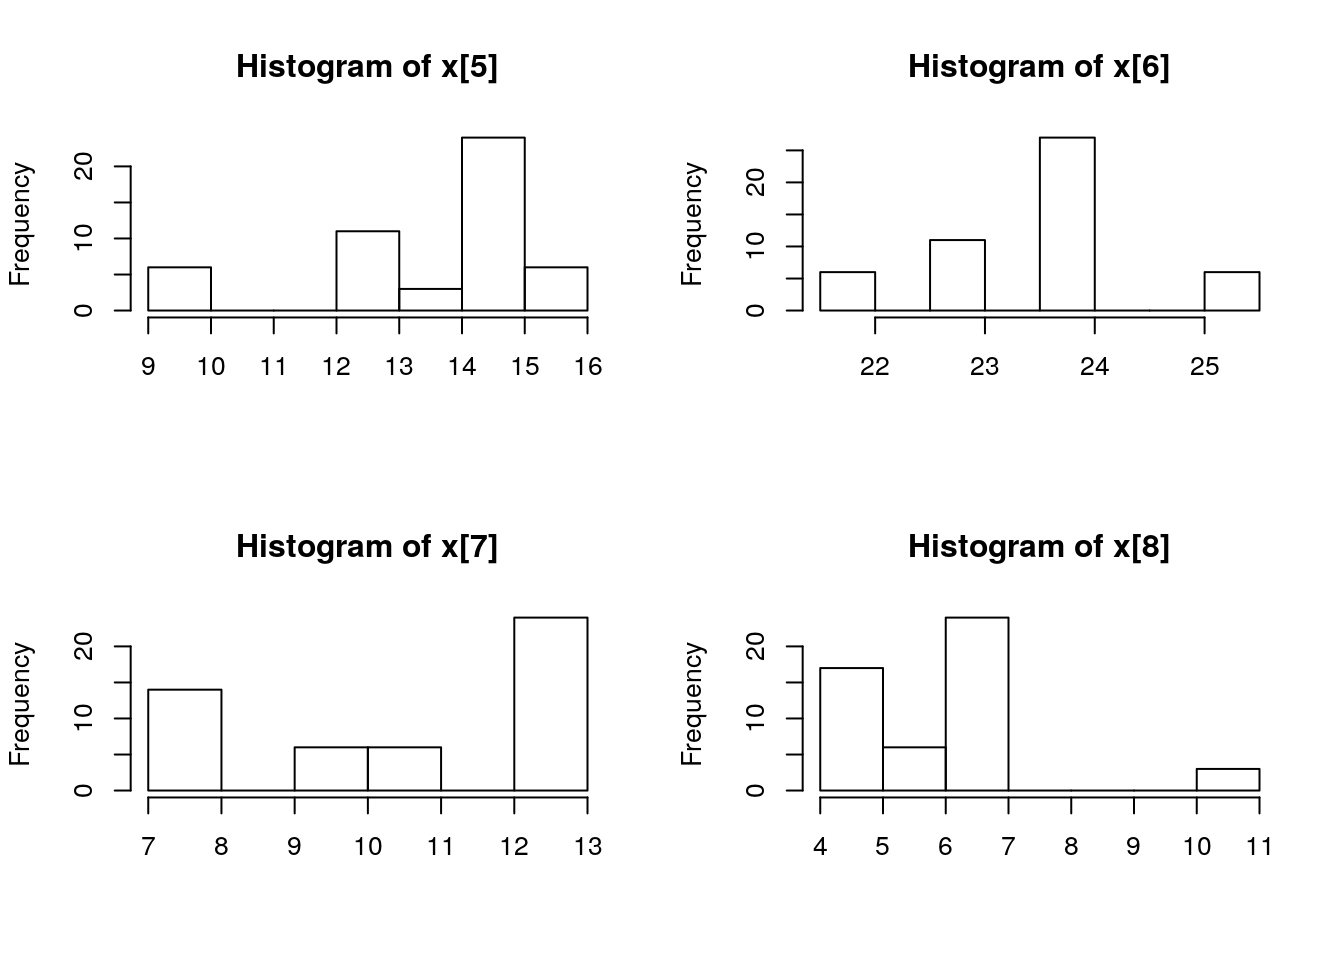 Histogram of x[5]
Frequency
0 10 20
9 10 11 12 13 14 15 16
Histogram of x[6]
Frequency
0 10 20
22 23 24 25
Histogram of x[7]
Frequency
0 10 20
7 8 9 10 11 12 13
Histogram of x[8]
Frequency
0 10 20
4 5 6 7 8 9 10 11